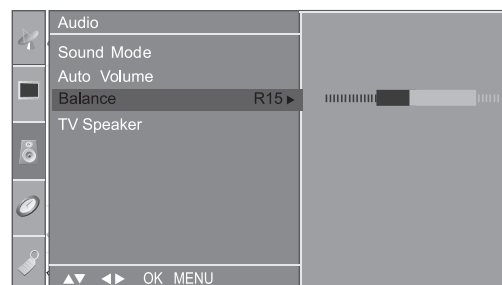 Audio
Sound Mode
Auto Volume
Balance R15 ▶
TV Speaker
▲▼ ◀▶ OK MENU